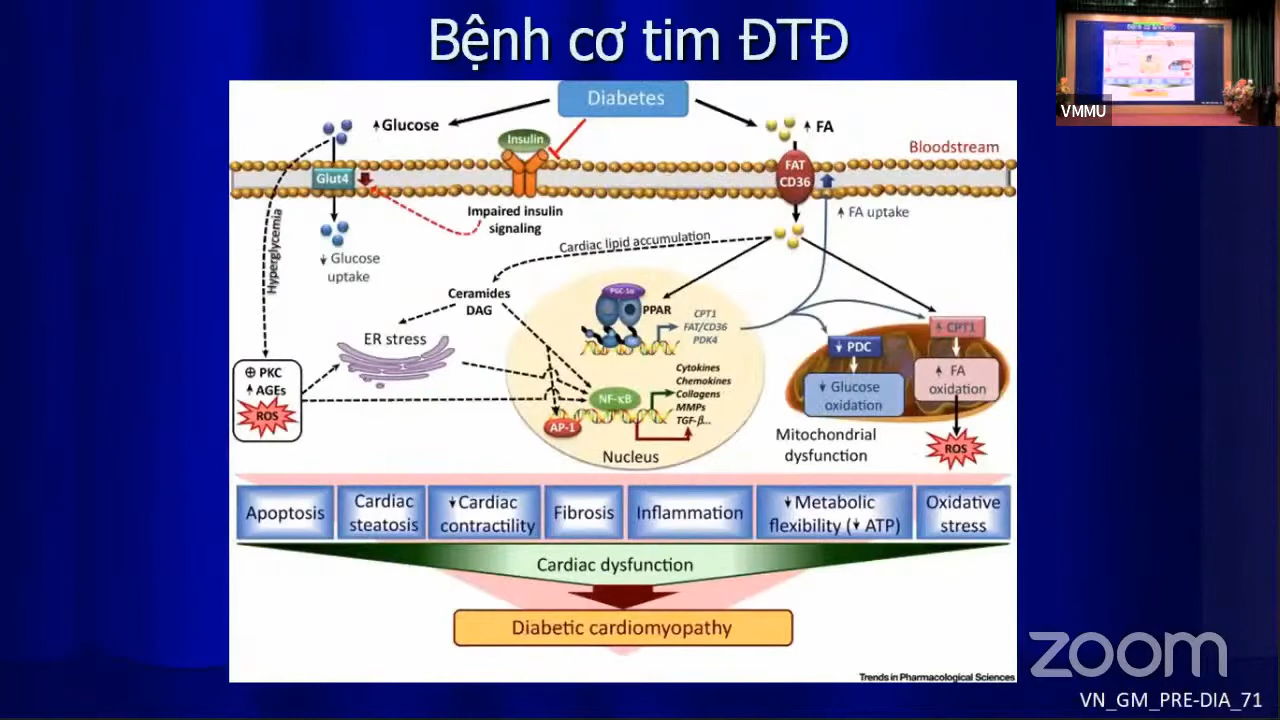 Bệnh cơ tim ĐTĐ
VMMU
Diabetes
Glucose
Insulin
FA
Bloodstream
Glut4
FAT
CD36
Impaired insulin
signaling
FA uptake
Hyperglycemia
Glucose
uptake
Cardiac lipid accumulation
Ceramides
DAG
PGC-1α
PPAR
CPT1
FAT/CD36
PDK4
ER stress
PKC
AGEs
ROS
Cytokines
Chemokines
Collagens
MMPs
TGF-β...
NF-κB
AP-1
Nucleus
PDC
CPT1
Glucose
oxidation
FA
oxidation
Mitochondrial
dysfunction
ROS
Apoptosis
Cardiac
steatosis
Cardiac
contractility
Fibrosis
Inflammation
Metabolic
flexibility (↓ ATP)
Oxidative
stress
Cardiac dysfunction
Diabetic cardiomyopathy
Trends in Pharmacological Sciences
zoom
VN_GM_PRE-DIA_71